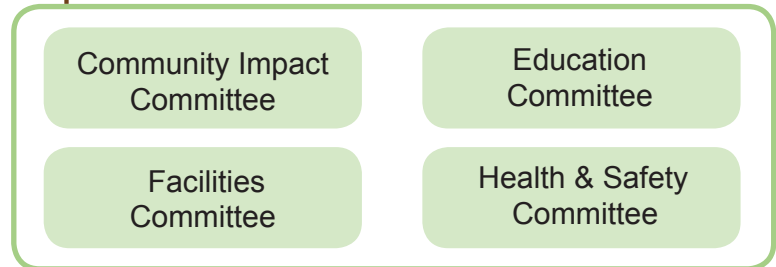 Community Impact
Committee
Education
Committee
Facilities
Committee
Health & Safety
Committee